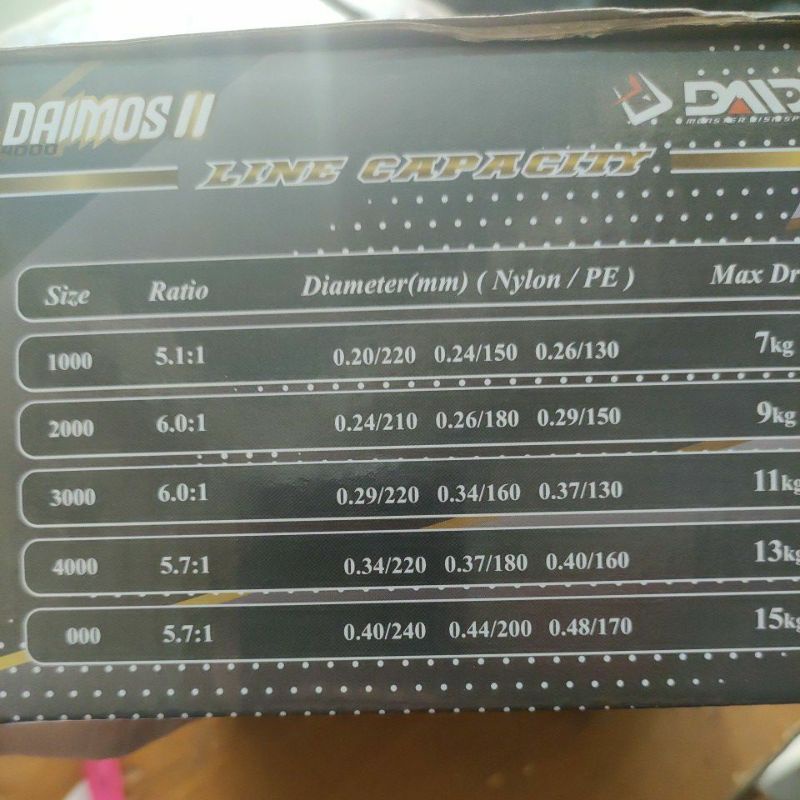 DAIMOS II
4000
DAID
MONSTER FISH SP
LINE CAPACITY
Size Ratio Diameter(mm) ( Nylon / PE ) Max Dr
1000 5.1:1 0.20/220 0.24/150 0.26/130 7kg
2000 6.0:1 0.24/210 0.26/180 0.29/150 9kg
3000 6.0:1 0.29/220 0.34/160 0.37/130 11kg
4000 5.7:1 0.34/220 0.37/180 0.40/160 13kg
000 5.7:1 0.40/240 0.44/200 0.48/170 15kg